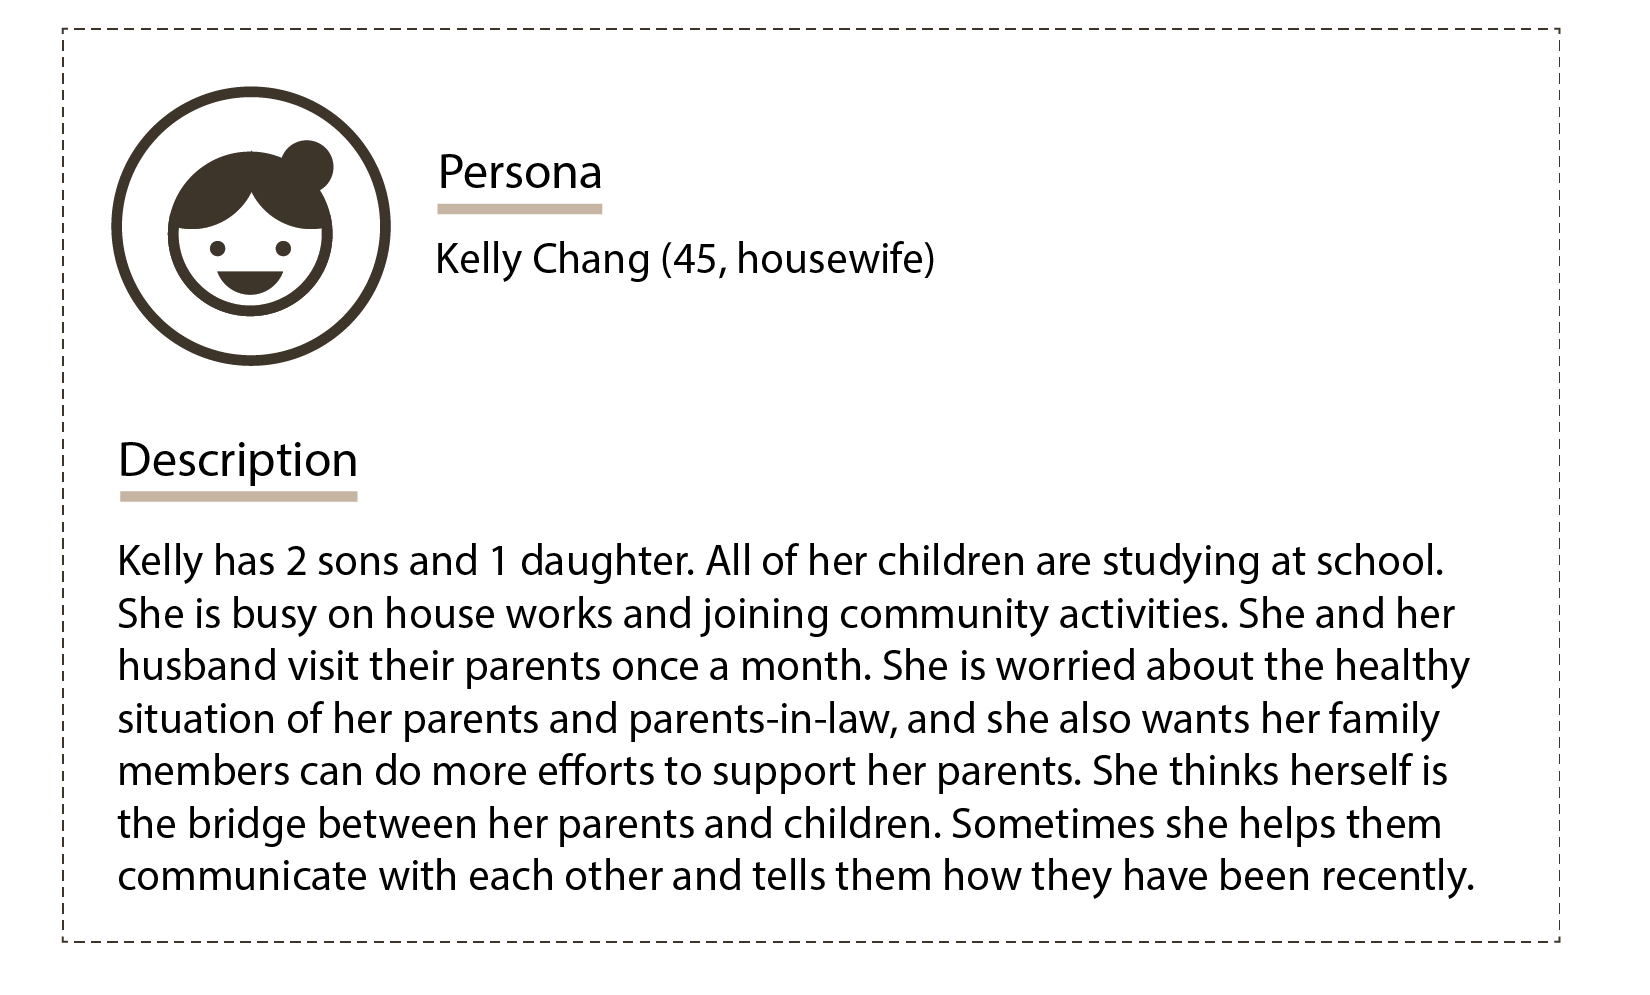 Persona
Kelly Chang (45, housewife)
Description
Kelly has 2 sons and 1 daughter. All of her children are studying at school.
She is busy on house works and joining community activities. She and her
husband visit their parents once a month. She is worried about the healthy
situation of her parents and parents-in-law, and she also wants her family
members can do more efforts to support her parents. She thinks herself is
the bridge between her parents and children. Sometimes she helps them
communicate with each other and tells them how they have been recently.